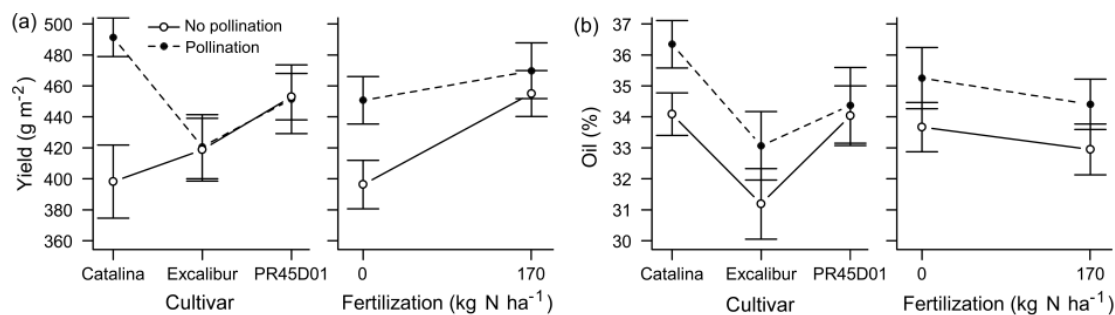 (a)
500
480
460
440
420
400
380
360
Yield (g m⁻²)
No pollination
Pollination
Catalina Excalibur PR45D01
Cultivar
0 170
Fertilization (kg N ha⁻¹)
(b)
37
36
35
34
33
32
31
30
Oil (%)
Catalina Excalibur PR45D01
Cultivar
0 170
Fertilization (kg N ha⁻¹)